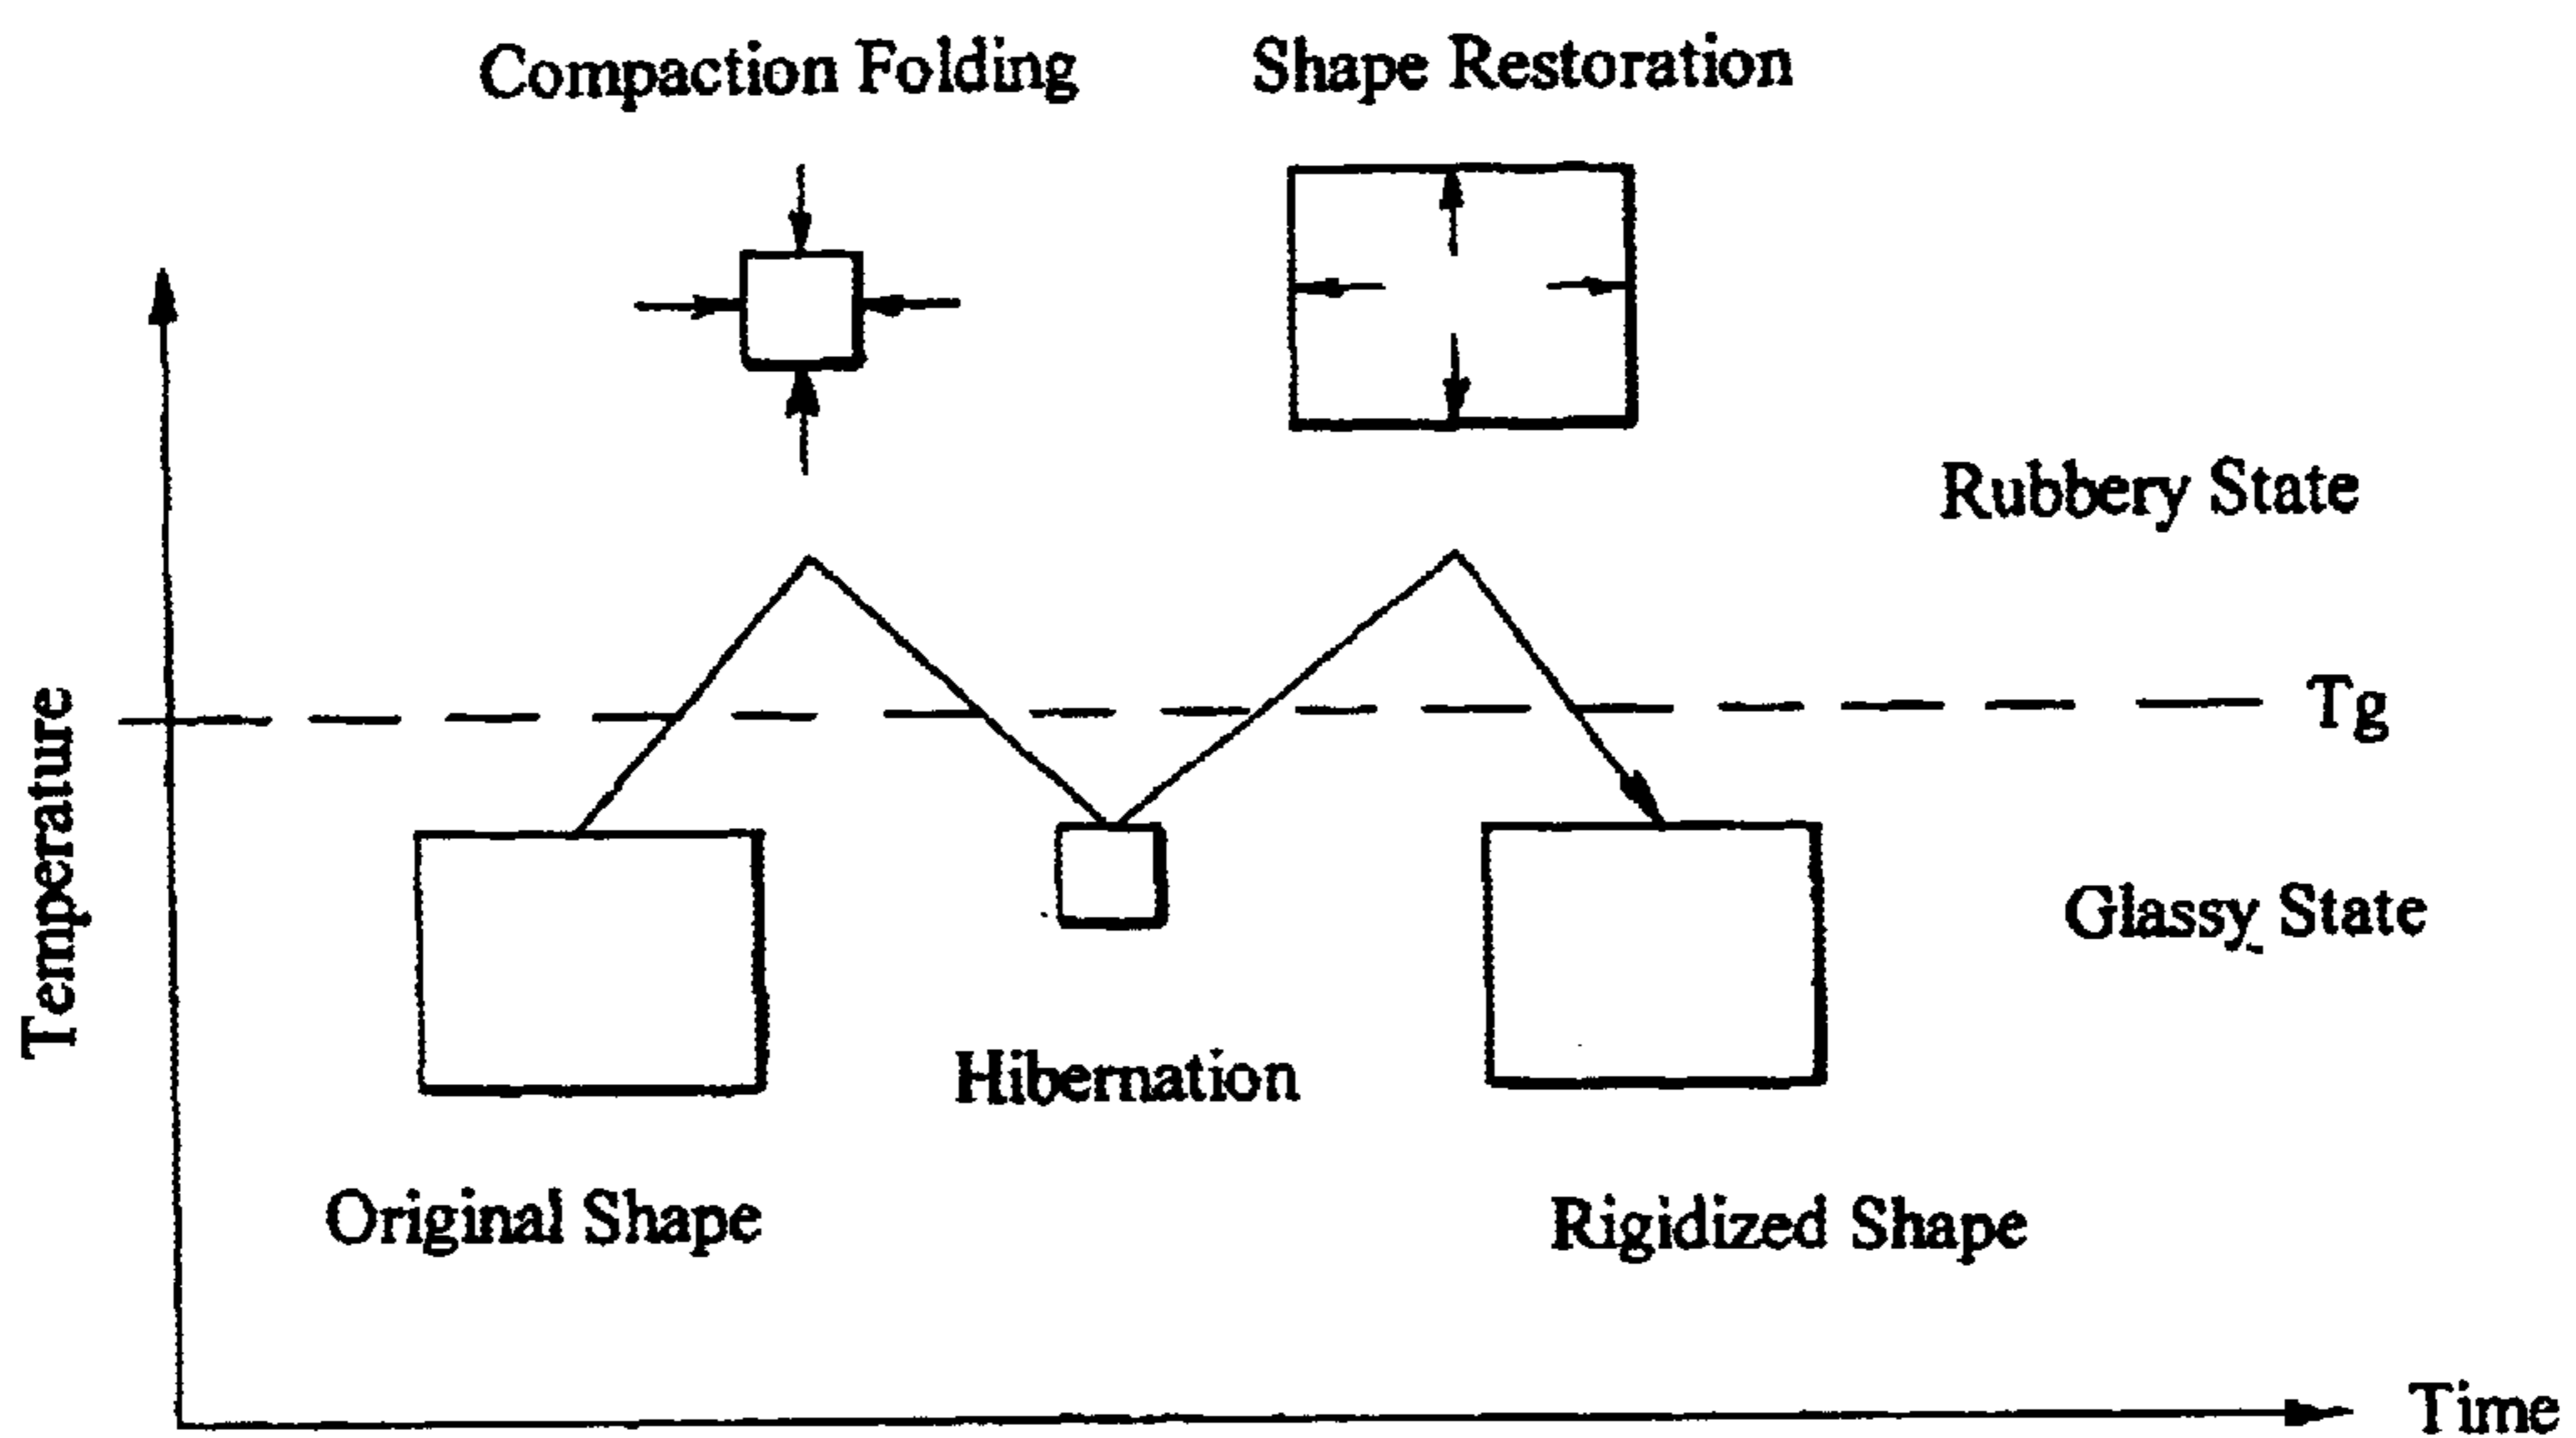 Compaction Folding
Shape Restoration
Rubbery State
Temperature
Tg
Glassy State
Hibernation
Original Shape
Rigidized Shape
Time